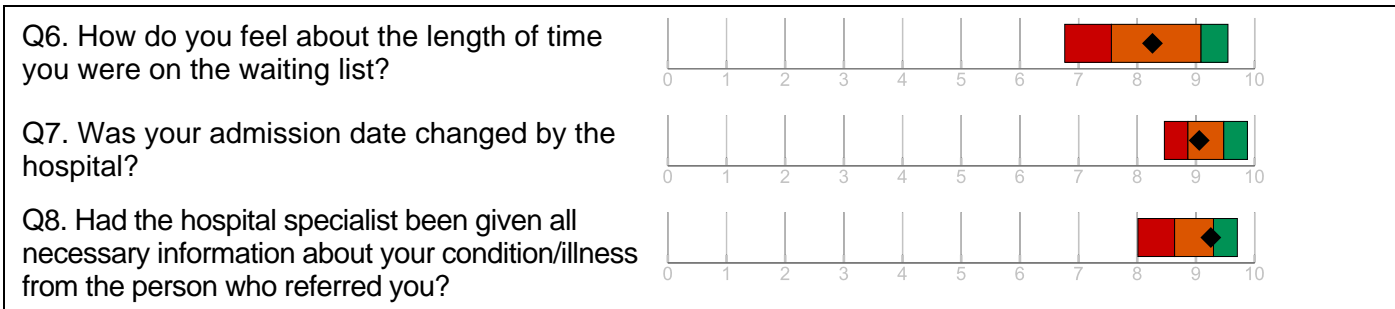 Q6. How do you feel about the length of time
you were on the waiting list?
0 1 2 3 4 5 6 7 8 9 10
Q7. Was your admission date changed by the
hospital?
0 1 2 3 4 5 6 7 8 9 10
Q8. Had the hospital specialist been given all
necessary information about your condition/illness
from the person who referred you?
0 1 2 3 4 5 6 7 8 9 10